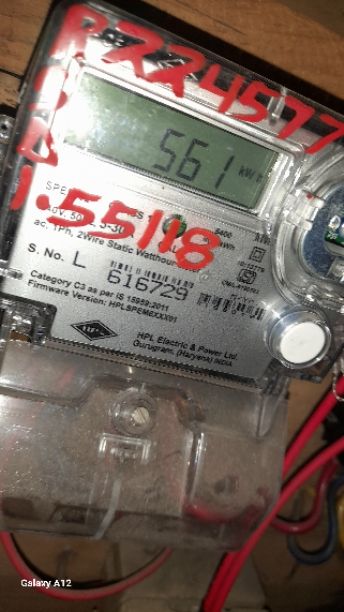 R224577
561 kWh
1.55118
ac, 1Ph, 2Wire Static Watthour
S. No. L 616729
Category C3 as per IS 15959:2011
Firmware Version: HPLSPEMEXXX01
HPL Electric & Power Ltd.
Gurugram, (Haryana) INDIA
Galaxy A12